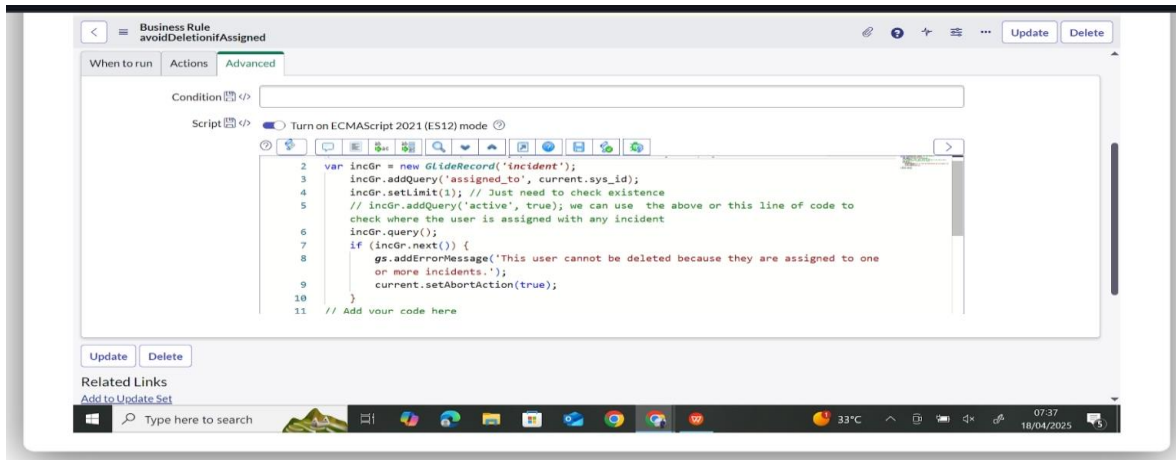 Business Rule
avoidDeletionifAssigned
Update
Delete
When to run
Actions
Advanced
Condition
Script
Turn on ECMAScript 2021 (ES12) mode
2 var incGr = new GlideRecord('incident');
3 incGr.addQuery('assigned_to', current.sys_id);
4 incGr.setLimit(1); // Just need to check existence
5 // incGr.addQuery('active', true); we can use the above or this line of code to
check where the user is assigned with any incident
6 incGr.query();
7 if (incGr.next()) {
8 gs.addErrorMessage('This user cannot be deleted because they are assigned to one
or more incidents.');
9 current.setAbortAction(true);
10 }
11 // Add your code here
Update
Delete
Related Links
Add to Update Set
Type here to search
33°C
07:37
18/04/2025
5